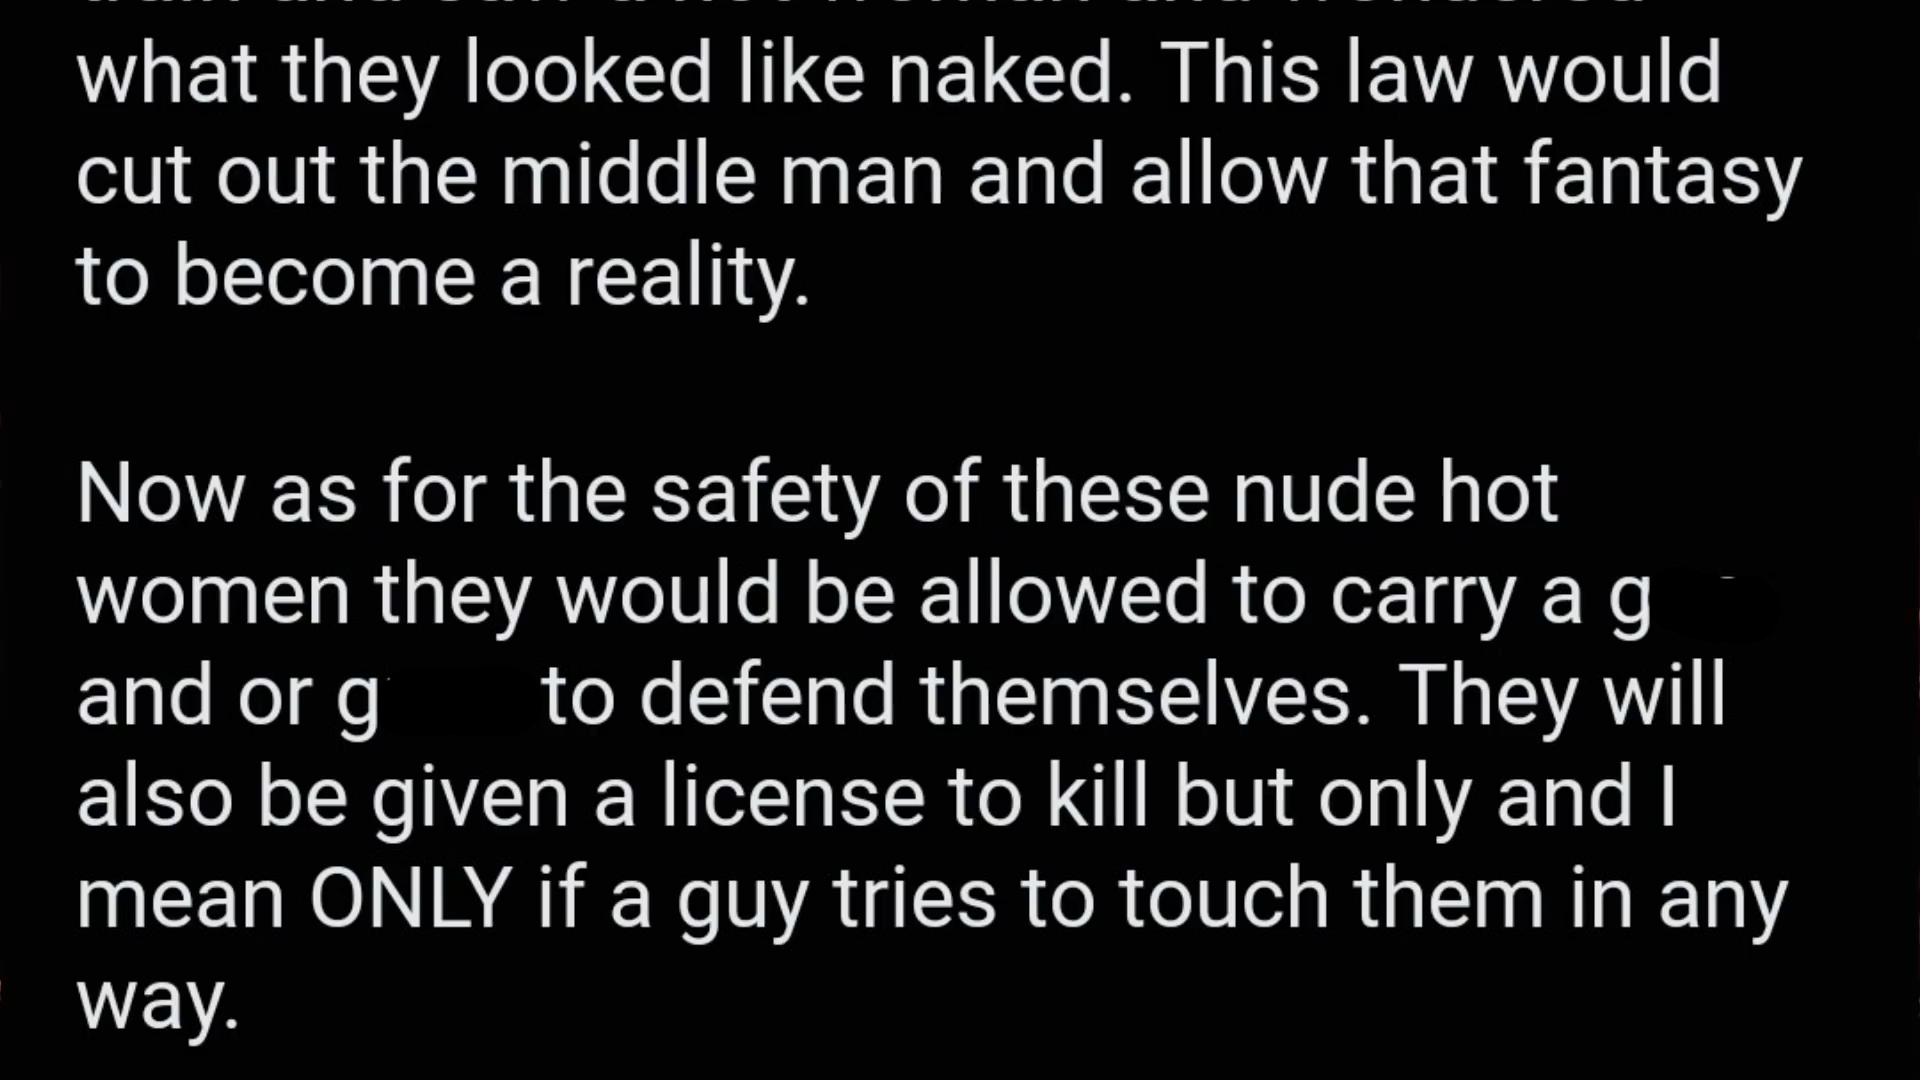 what they looked like naked. This law would
cut out the middle man and allow that fantasy
to become a reality.
Now as for the safety of these nude hot
women they would be allowed to carry a g
and or g to defend themselves. They will
also be given a license to kill but only and I
mean ONLY if a guy tries to touch them in any
way.